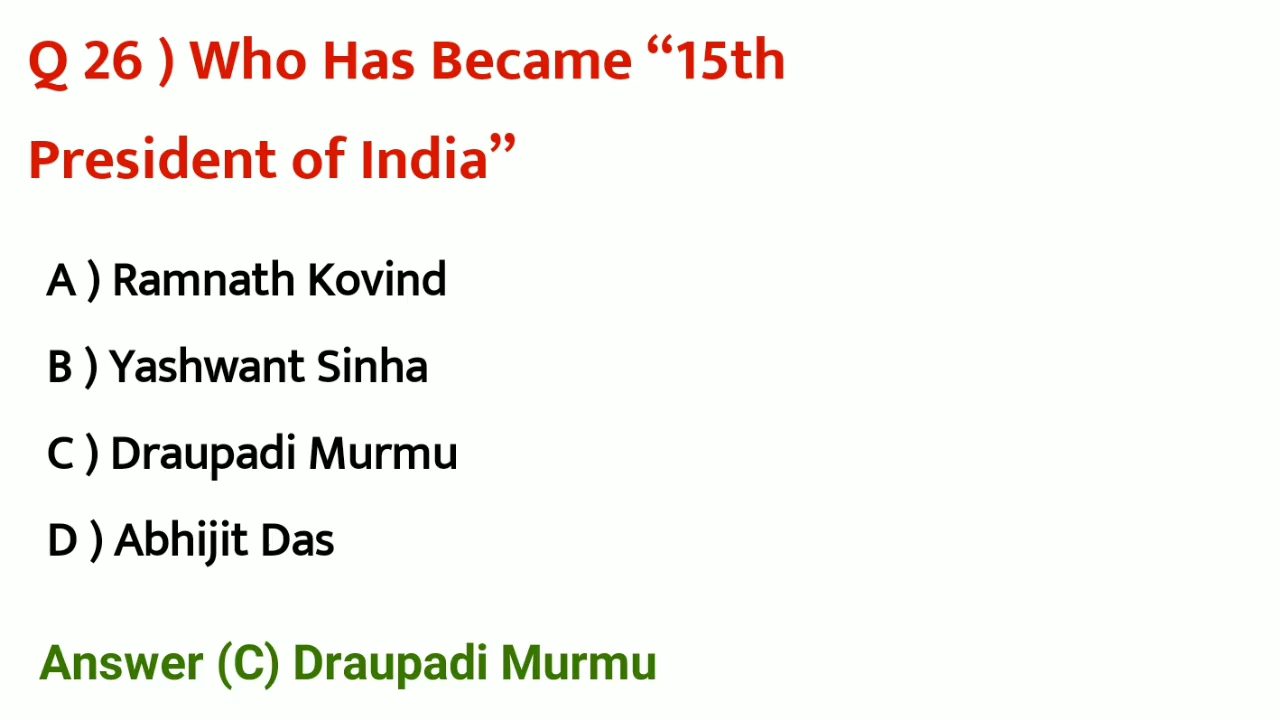 Q 26 ) Who Has Became “15th
President of India”
A ) Ramnath Kovind
B ) Yashwant Sinha
C ) Draupadi Murmu
D ) Abhijit Das
Answer (C) Draupadi Murmu